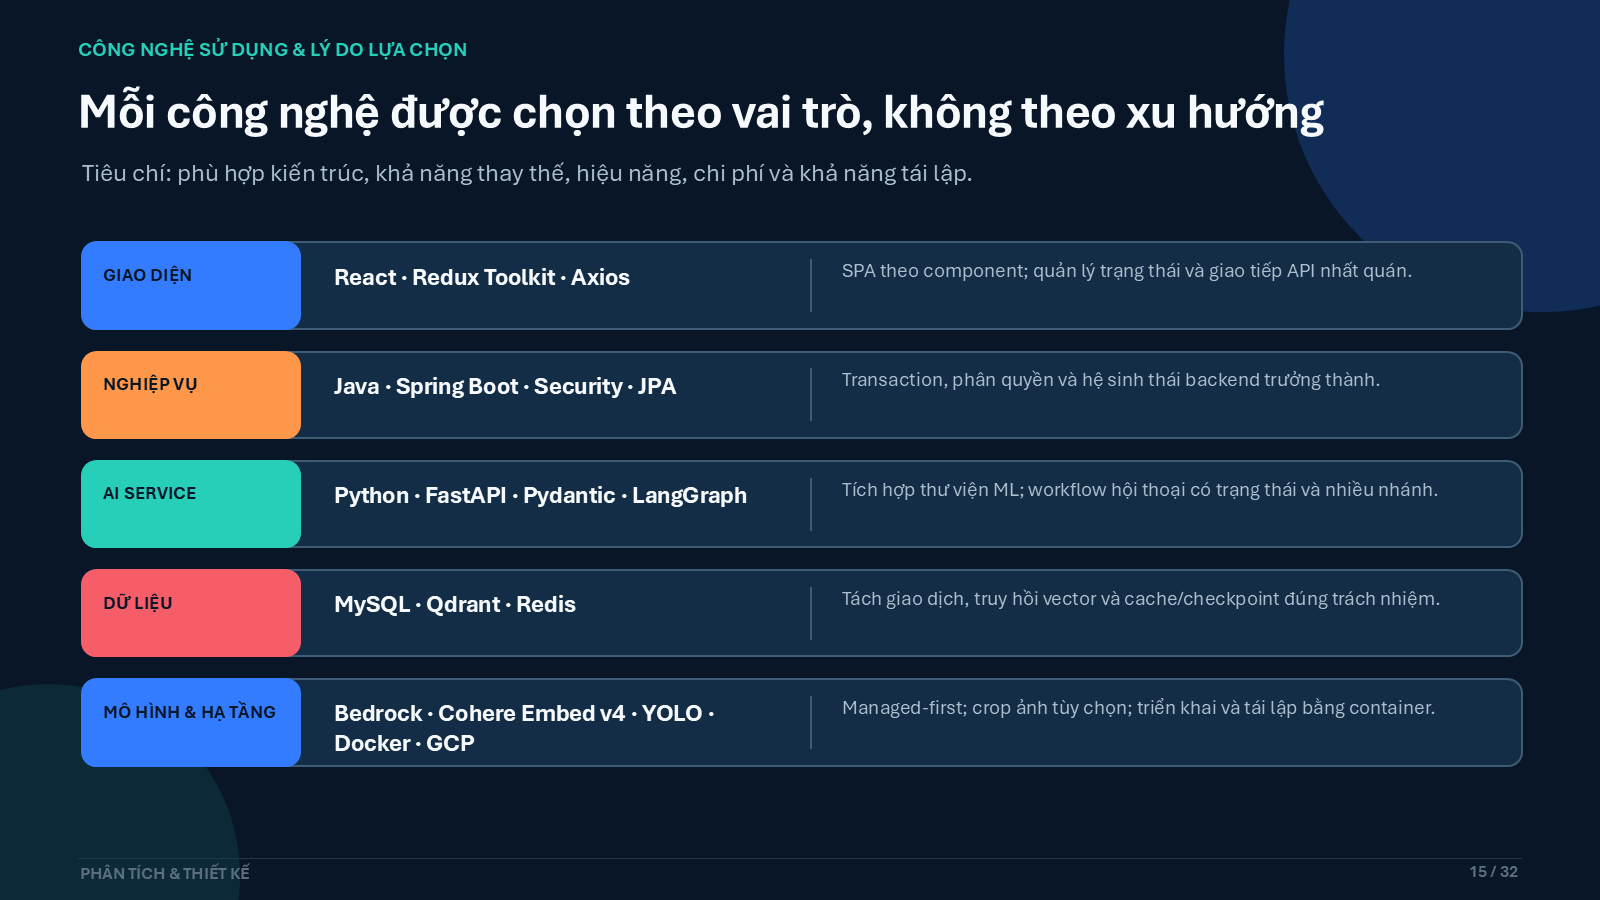 CÔNG NGHỆ SỬ DỤNG & LÝ DO LỰA CHỌN
Mỗi công nghệ được chọn theo vai trò, không theo xu hướng
Tiêu chí: phù hợp kiến trúc, khả năng thay thế, hiệu năng, chi phí và khả năng tái lập.
GIAO DIỆN
React · Redux Toolkit · Axios
SPA theo component; quản lý trạng thái và giao tiếp API nhất quán.
NGHIỆP VỤ
Java · Spring Boot · Security · JPA
Transaction, phân quyền và hệ sinh thái backend trưởng thành.
AI SERVICE
Python · FastAPI · Pydantic · LangGraph
Tích hợp thư viện ML; workflow hội thoại có trạng thái và nhiều nhánh.
DỮ LIỆU
MySQL · Qdrant · Redis
Tách giao dịch, truy hồi vector và cache/checkpoint đúng trách nhiệm.
MÔ HÌNH & HẠ TẦNG
Bedrock · Cohere Embed v4 · YOLO ·
Docker · GCP
Managed-first; crop ảnh tùy chọn; triển khai và tái lập bằng container.
PHÂN TÍCH & THIẾT KẾ
15 / 32